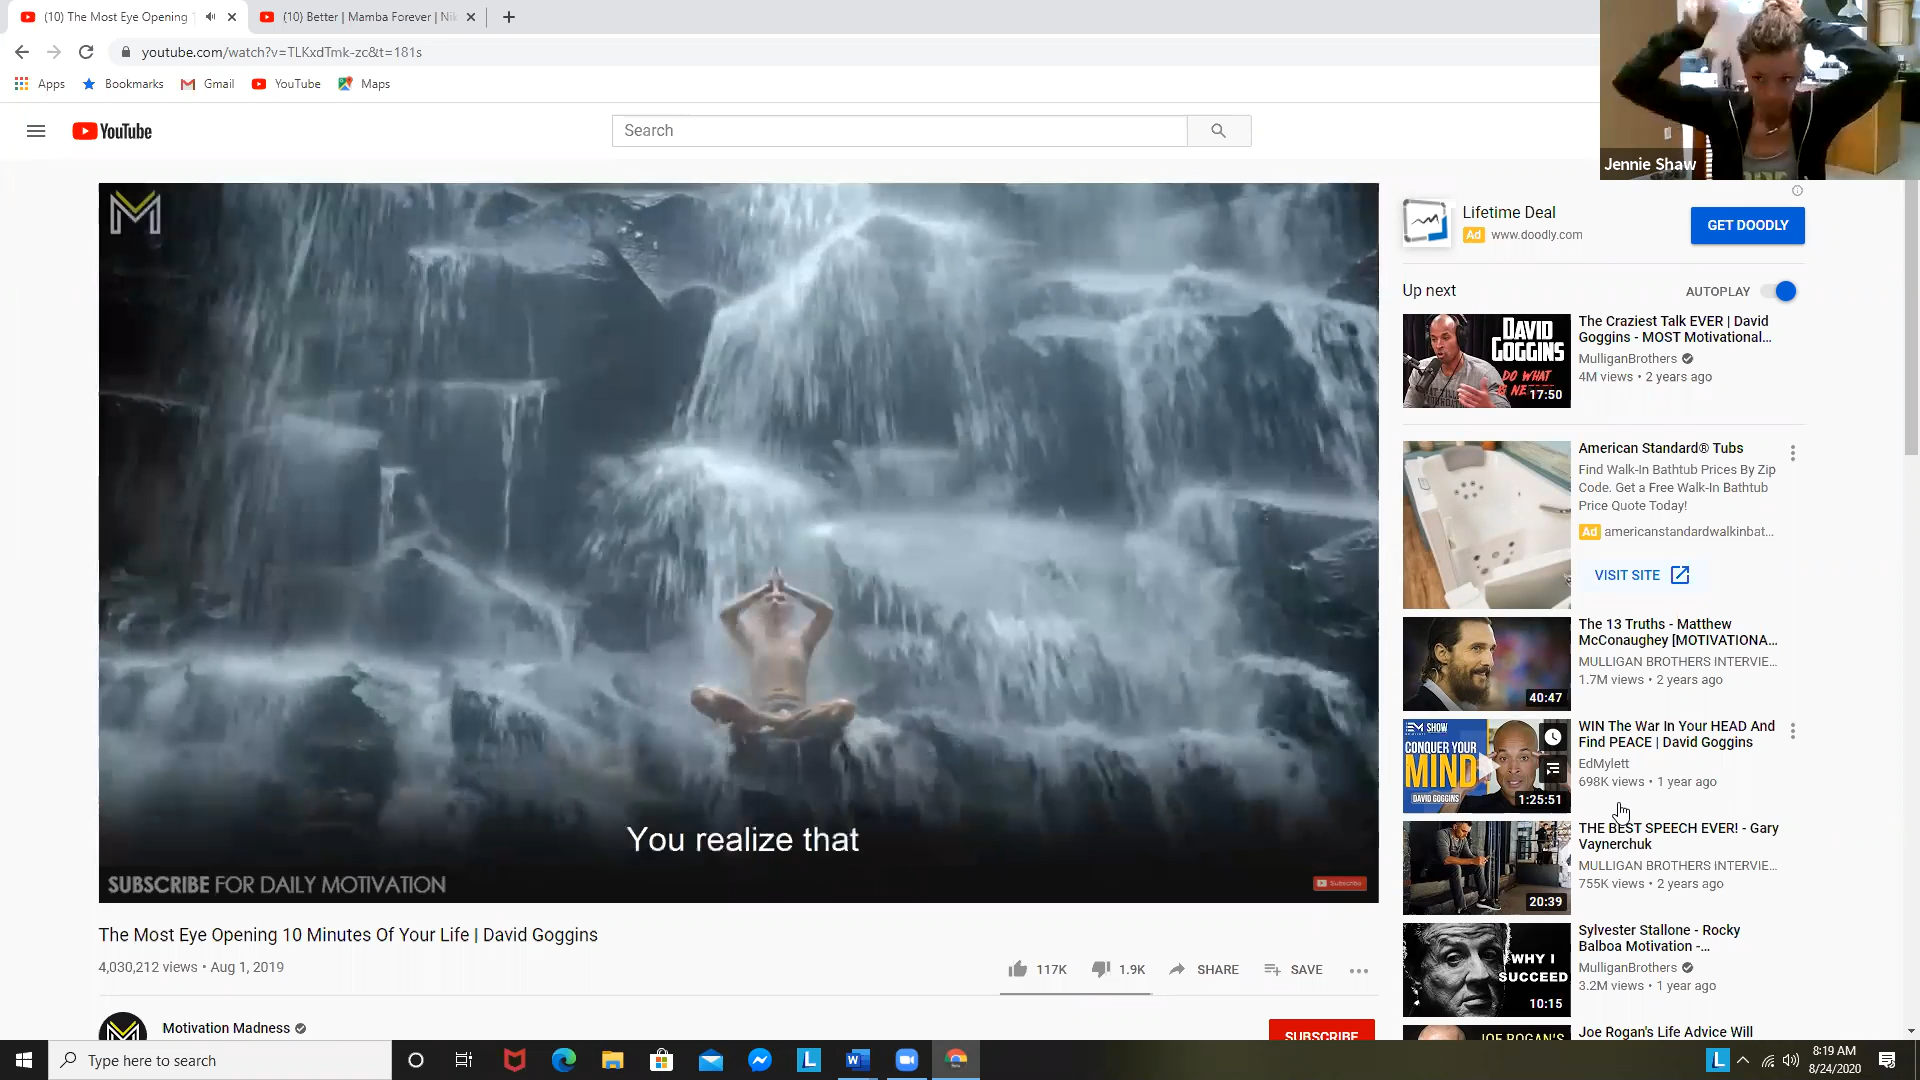 (10) The Most Eye Opening
(10) Better | Mamba Forever | Nik
youtube.com/watch?v=TLKxdTmk-zc&t=181s
Apps
Bookmarks
Gmail
YouTube
Maps
YouTube
Search
Jennie Shaw
Lifetime Deal
Ad www.doodly.com
GET DOODLY
Up next
AUTOPLAY
DAVID
GOGGINS
DO WHAT
17:50
The Craziest Talk EVER | David
Goggins - MOST Motivational...
MulliganBrothers
4M views • 2 years ago
American Standard® Tubs
Find Walk-In Bathtub Prices By Zip
Code. Get a Free Walk-In Bathtub
Price Quote Today!
Ad americanstandardwalkinbat...
VISIT SITE
40:47
The 13 Truths - Matthew
McConaughey [MOTIVATIONA...
MULLIGAN BROTHERS INTERVIE...
1.7M views • 2 years ago
EM SHOW
CONQUER YOUR
MIND
DAVID GOGGINS
1:25:51
WIN The War In Your HEAD And
Find PEACE | David Goggins
EdMylett
698K views • 1 year ago
20:39
THE BEST SPEECH EVER! - Gary
Vaynerchuk
MULLIGAN BROTHERS INTERVIE...
755K views • 2 years ago
WHY I
SUCCEED
10:15
Sylvester Stallone - Rocky
Balboa Motivation -...
MulliganBrothers
3.2M views • 1 year ago
JOE ROGAN'S
Joe Rogan's Life Advice Will
You realize that
SUBSCRIBE FOR DAILY MOTIVATION
Subscribe
The Most Eye Opening 10 Minutes Of Your Life | David Goggins
4,030,212 views • Aug 1, 2019
117K
1.9K
SHARE
SAVE
Motivation Madness
SUBSCRIBE
Type here to search
8:19 AM
8/24/2020